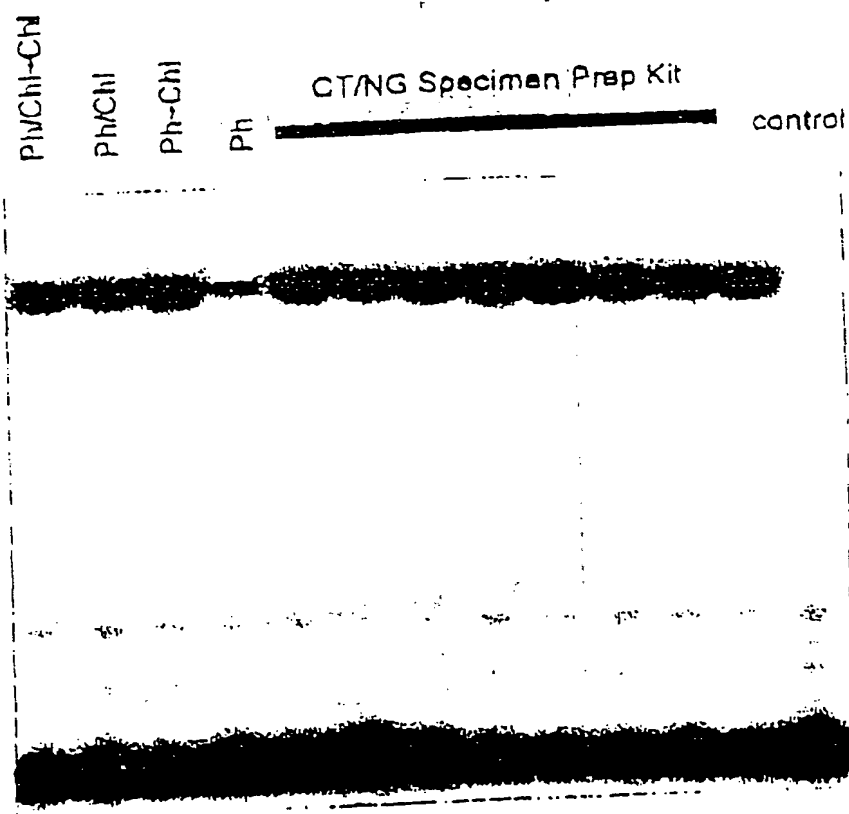 Ph/Chl-Chl
Ph/Chl
Ph-Chl
Ph
CT/NG Specimen Prep Kit
control